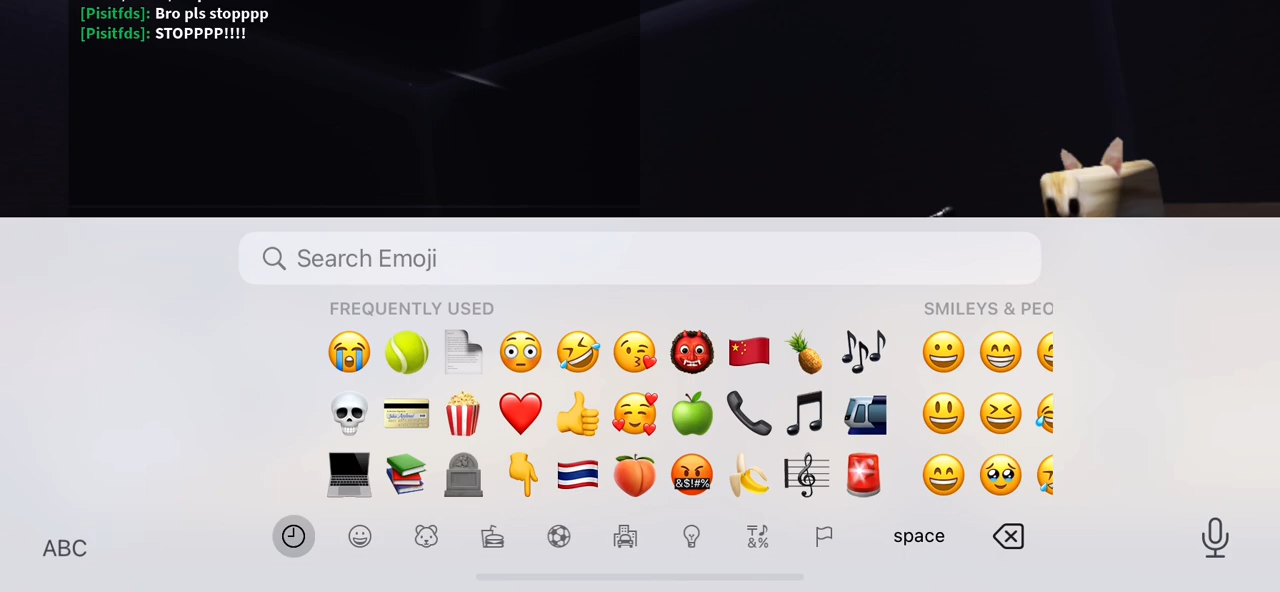 [Pisitfds]: Bro pls stopppp
[Pisitfds]: STOPPPP!!!!
Search Emoji
FREQUENTLY USED
SMILEYS & PEO
&$!#%
ABC
space